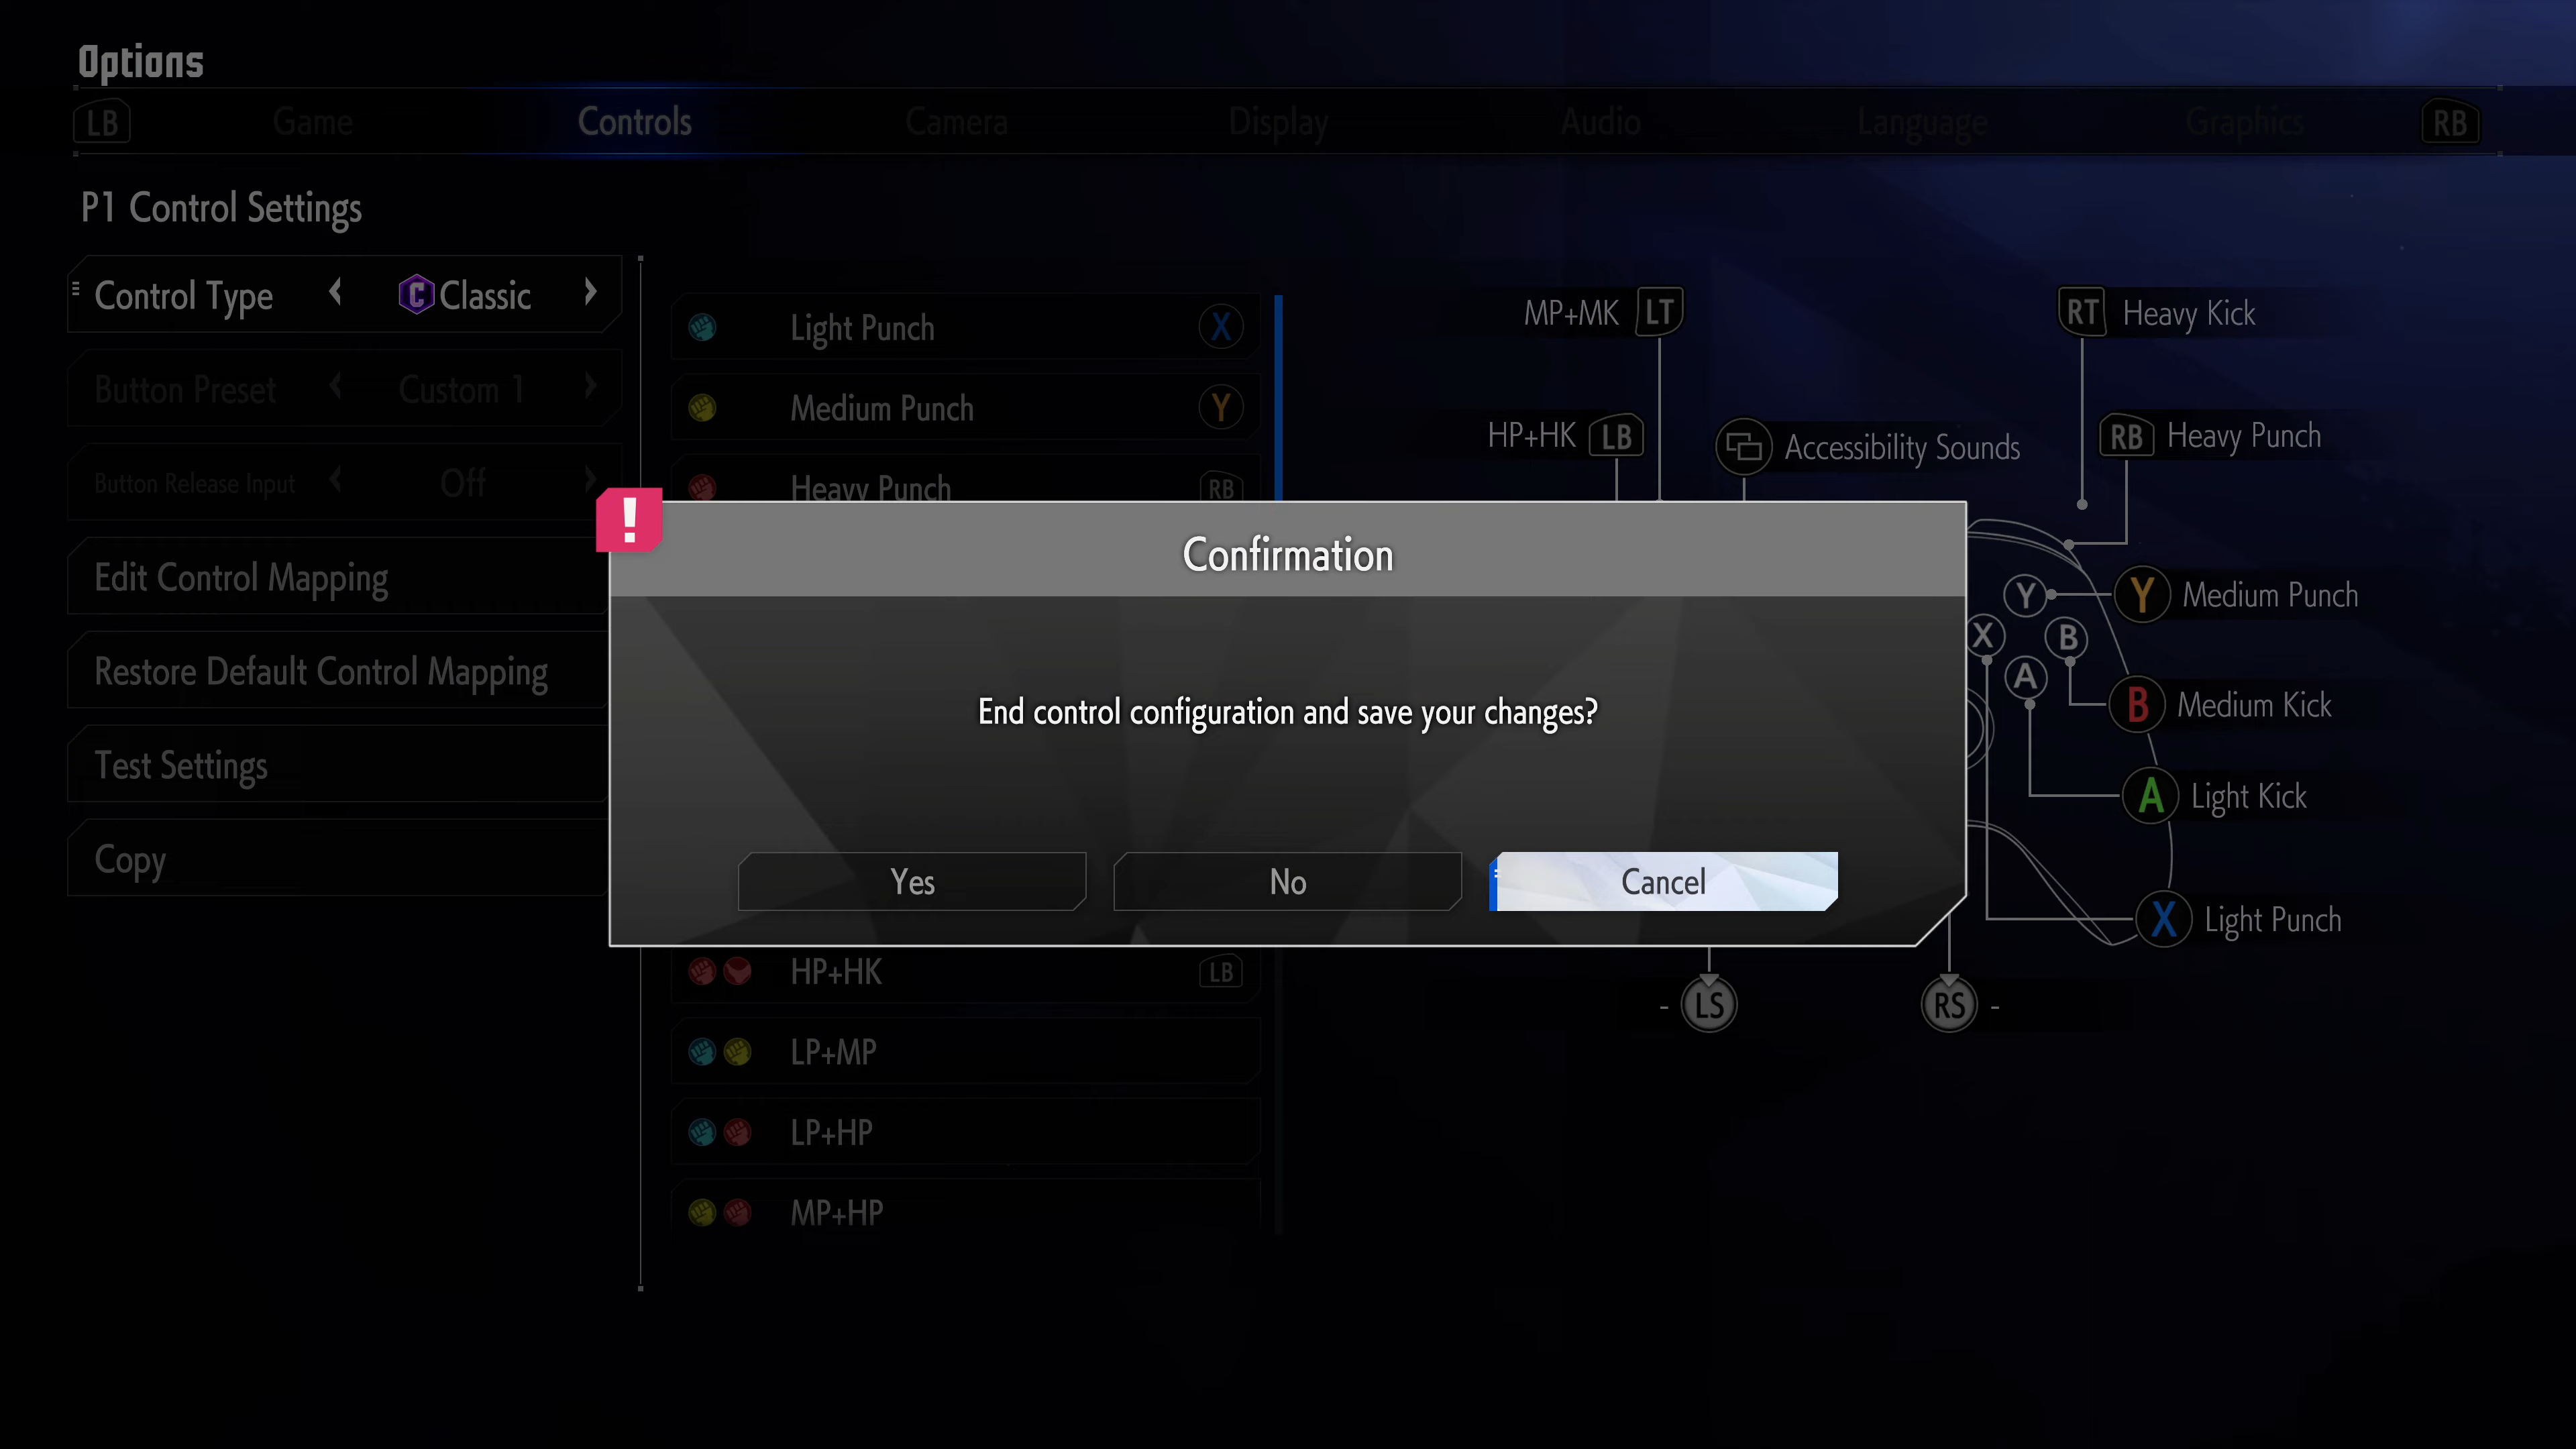 Options
LB Game Controls Camera Display Audio Language Graphics RB
P1 Control Settings
Control Type C Classic
Button Preset Custom 1
Button Release Input Off
Edit Control Mapping
Restore Default Control Mapping
Test Settings
Copy
Light Punch X
Medium Punch Y
Heavy Punch RB
HP+HK LB
LP+MP
LP+HP
MP+HP
MP+MK LT
HP+HK LB
Accessibility Sounds
RT Heavy Kick
RB Heavy Punch
Y Y Medium Punch
X B
A
B Medium Kick
A Light Kick
X Light Punch
- LS
RS -
!
Confirmation
End control configuration and save your changes?
Yes No Cancel